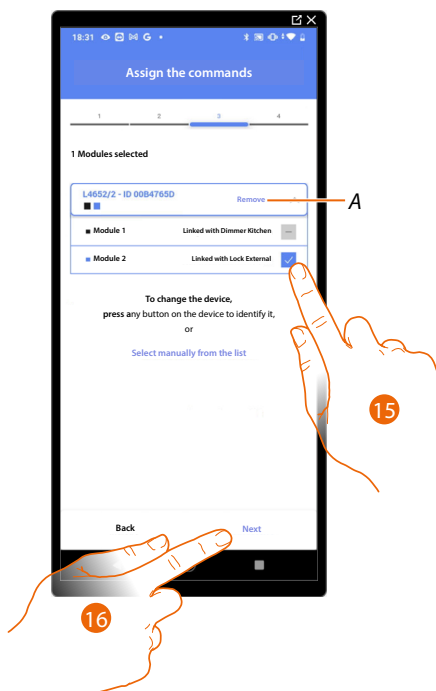 18:31
Assign the commands
1 2 3 4
1 Modules selected
L4652/2 - ID 00B4765D
Remove
A
Module 1 Linked with Dimmer Kitchen
Module 2 Linked with Lock External
To change the device,
press any button on the device to identify it,
or
Select manually from the list
15
Back Next
16